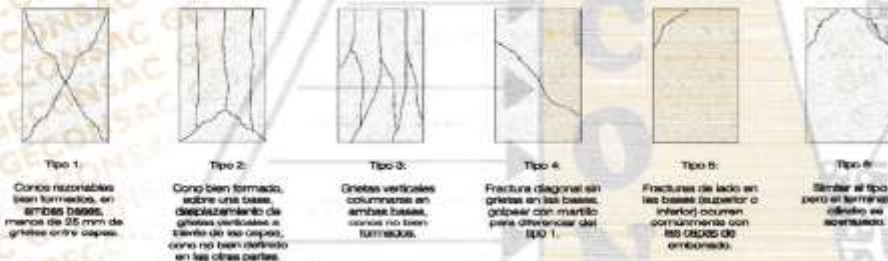 Tipo 1:
Conos razonables
bien formados, en
ambas bases,
menos de 25 mm de
grietas entre capas.
Tipo 2:
Cono bien formado,
sobre una base,
desplazamiento de
grietas verticales a
través de las capas,
cono no bien definido
en las otras partes.
Tipo 3:
Grietas verticales
columnares en
ambas bases,
conos no bien
formados.
Tipo 4:
Fractura diagonal sin
grietas en las bases,
golpear con martillo
para diferenciar del
tipo 1.
Tipo 5:
Fracturas de lado en
las bases (superior o
inferior) ocurren
comúnmente con
las capas de
embonado.
Tipo 6:
Similar al tipo
pero el terminal
cilindro es
acentuado.
GECONSAC